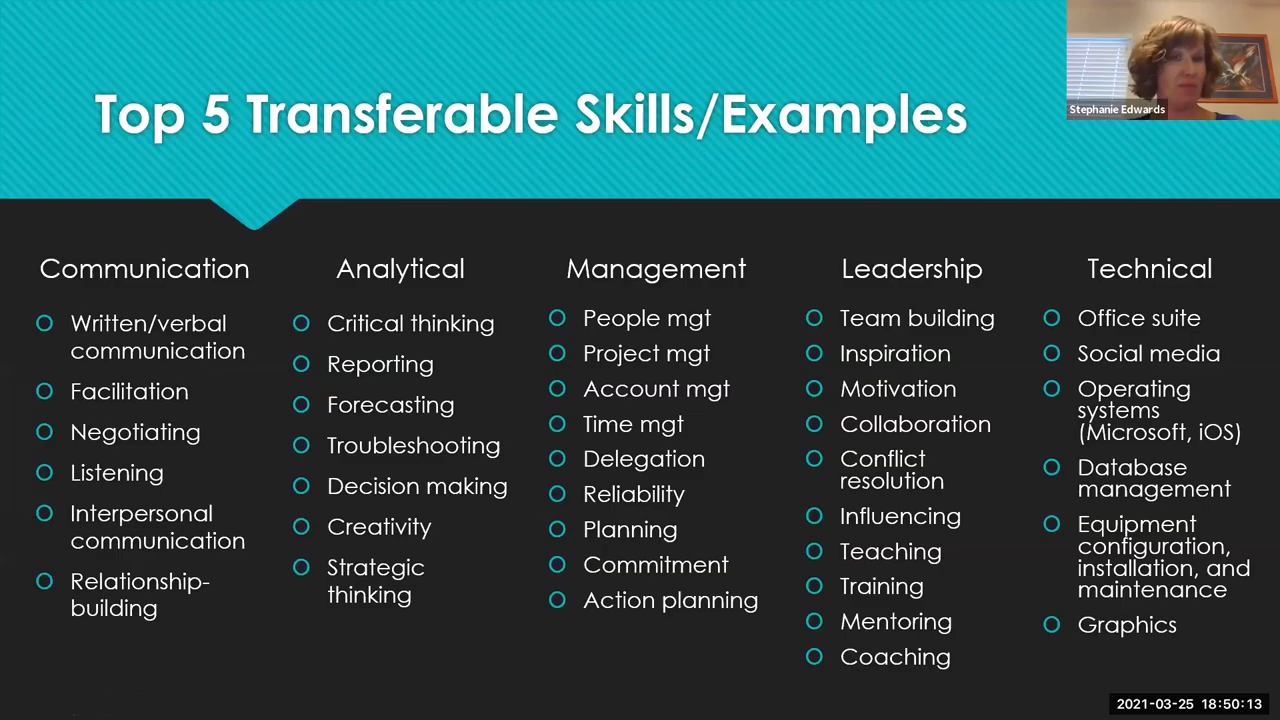 Top 5 Transferable Skills/Examples
Stephanie Edwards
Communication
Written/verbal
communication
Facilitation
Negotiating
Listening
Interpersonal
communication
Relationship-
building
Analytical
Critical thinking
Reporting
Forecasting
Troubleshooting
Decision making
Creativity
Strategic
thinking
Management
People mgt
Project mgt
Account mgt
Time mgt
Delegation
Reliability
Planning
Commitment
Action planning
Leadership
Team building
Inspiration
Motivation
Collaboration
Conflict
resolution
Influencing
Teaching
Training
Mentoring
Coaching
Technical
Office suite
Social media
Operating
systems
(Microsoft, iOS)
Database
management
Equipment
configuration,
installation, and
maintenance
Graphics
2021-03-25 18:50:13